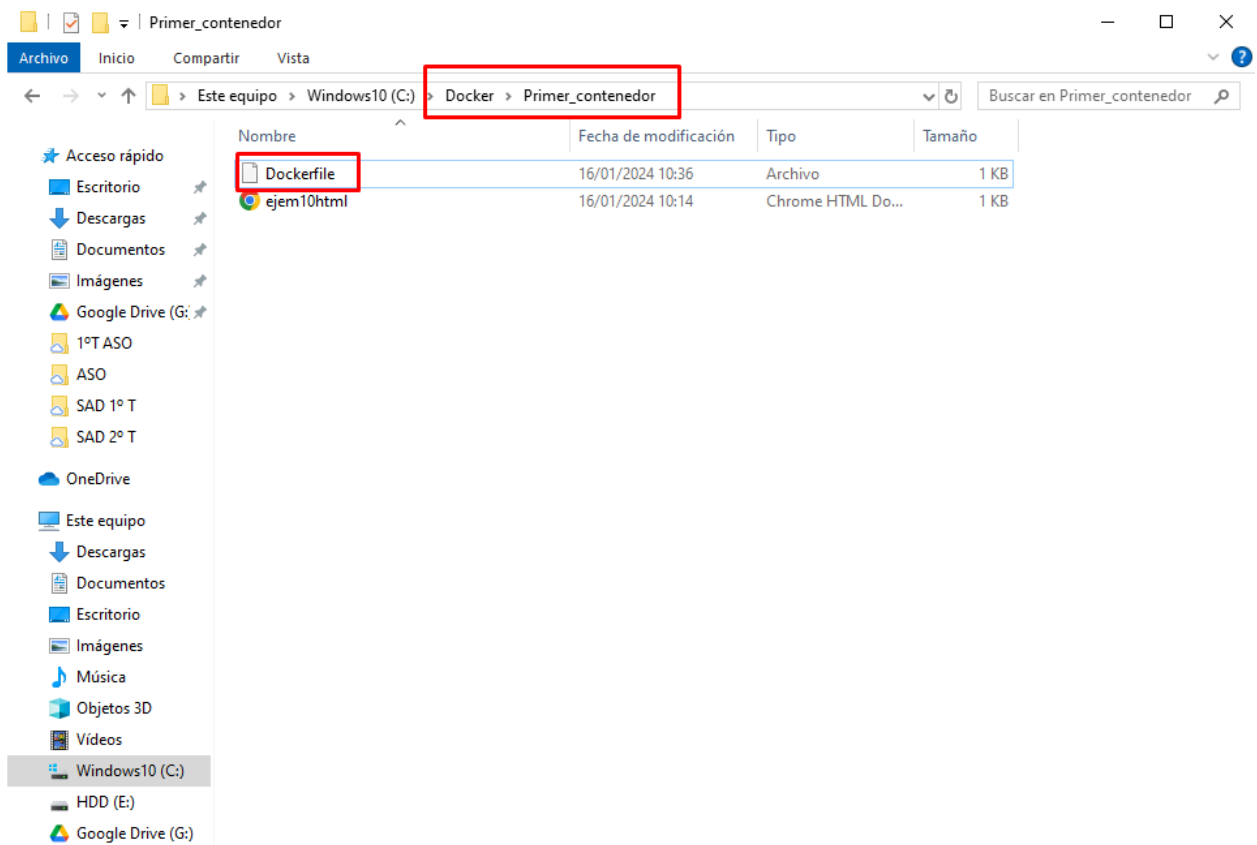 Primer_contenedor
Archivo Inicio Compartir Vista
Este equipo > Windows10 (C:) > Docker > Primer_contenedor Buscar en Primer_contenedor
Nombre Fecha de modificación Tipo Tamaño
Dockerfile 16/01/2024 10:36 Archivo 1 KB
ejem10html 16/01/2024 10:14 Chrome HTML Do... 1 KB
Acceso rápido
Escritorio
Descargas
Documentos
Imágenes
Google Drive (G:
1ºT ASO
ASO
SAD 1º T
SAD 2º T
OneDrive
Este equipo
Descargas
Documentos
Escritorio
Imágenes
Música
Objetos 3D
Vídeos
Windows10 (C:)
HDD (E:)
Google Drive (G:)